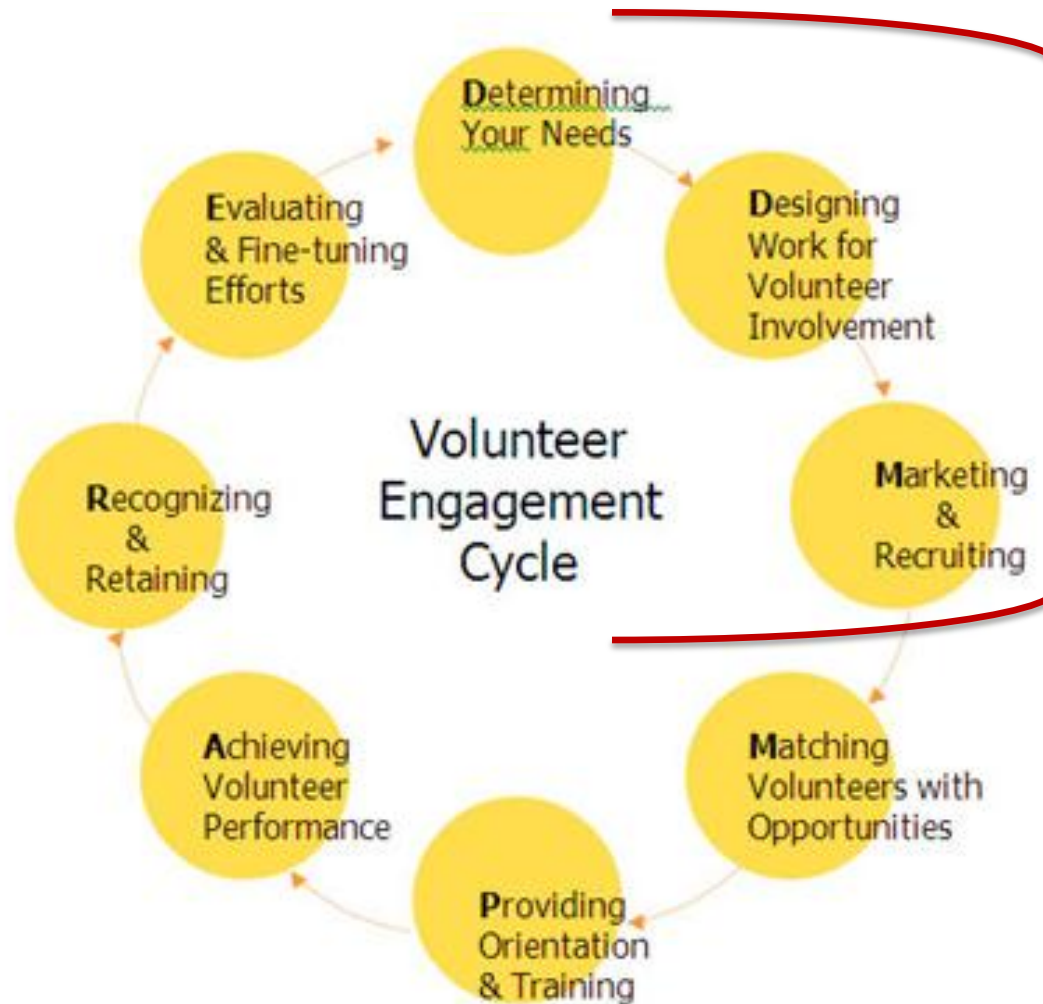 Determining
Your Needs
Designing
Work for
Volunteer
Involvement
Marketing
&
Recruiting
Matching
Volunteers with
Opportunities
Providing
Orientation
& Training
Achieving
Volunteer
Performance
Recognizing
&
Retaining
Evaluating
& Fine-tuning
Efforts
Volunteer
Engagement
Cycle